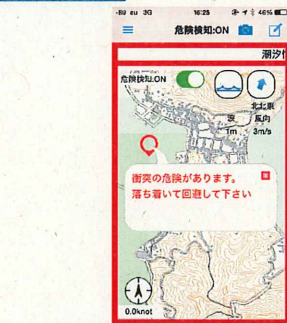 au 3G 16:25 46%
危険検知:ON
潮汐
危険検知:ON
北北東
波 風向
1m 3m/s
衝突の危険があります。
落ち着いて回避して下さい
0.0knot